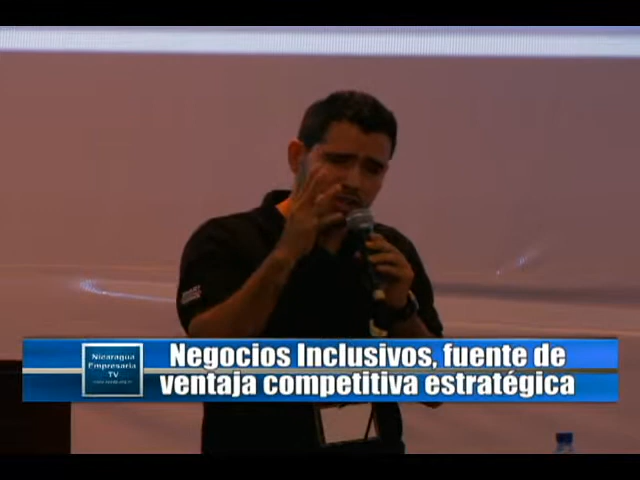 Nicaragua
Empresaria
TV
Negocios Inclusivos, fuente de
ventaja competitiva estratégica